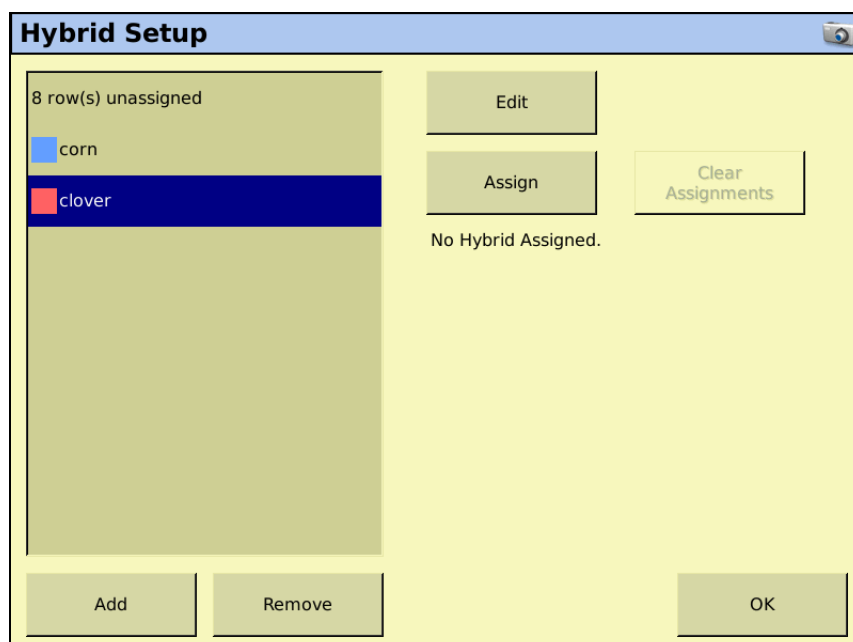 Hybrid Setup
8 row(s) unassigned
corn
clover
Edit
Assign
Clear
Assignments
No Hybrid Assigned.
Add
Remove
OK